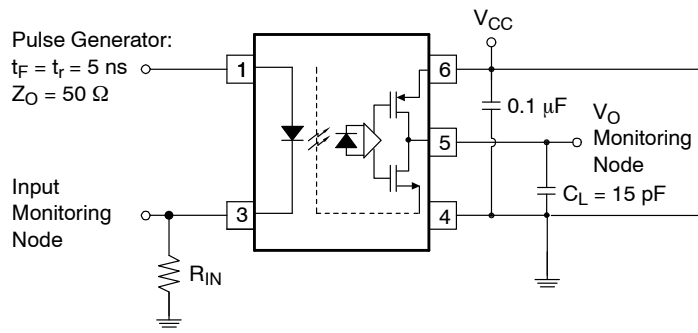 Pulse Generator:
tF = tr = 5 ns
ZO = 50 Ω
1
Input
Monitoring
Node
3
RIN
VCC
6
0.1 μF
5
VO
Monitoring
Node
CL = 15 pF
4